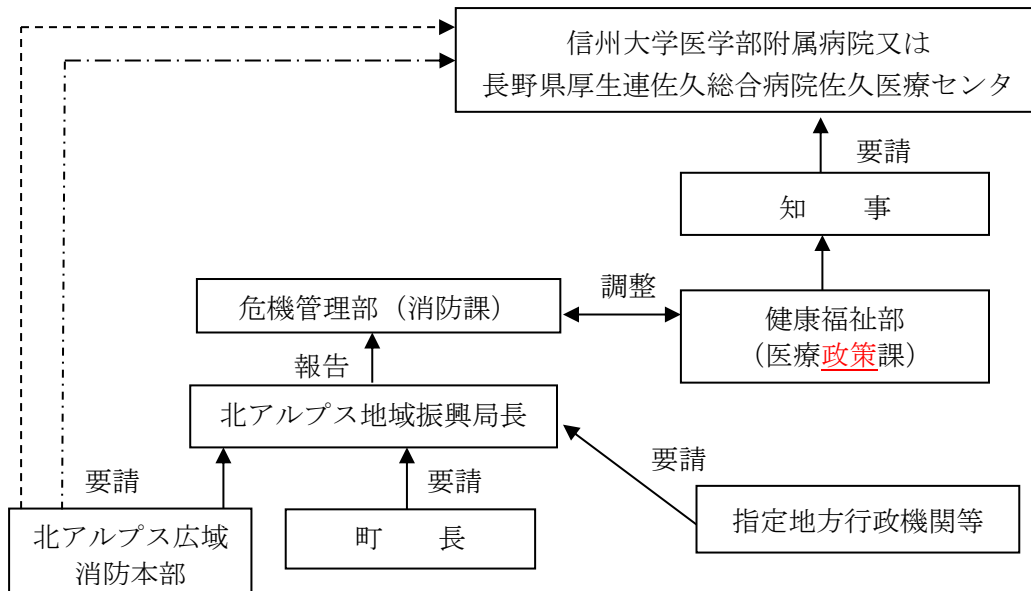 信州大学医学部附属病院又は
長野県厚生連佐久総合病院佐久医療センタ
要請
知　　事
調整
危機管理部（消防課）
健康福祉部
（医療政策課）
報告
北アルプス地域振興局長
要請
要請
要請
指定地方行政機関等
北アルプス広域
消防本部
町　　長